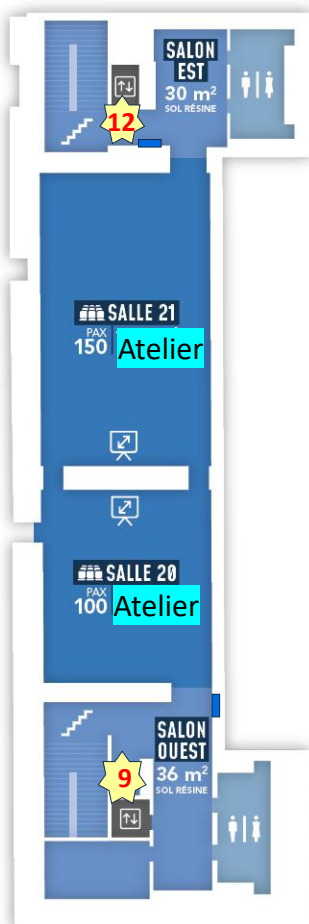 SALON
EST
30 m²
SOL RÉSINE
12
SALLE 21
PAX
150
Atelier
SALLE 20
PAX
100
Atelier
SALON
OUEST
36 m²
SOL RÉSINE
9